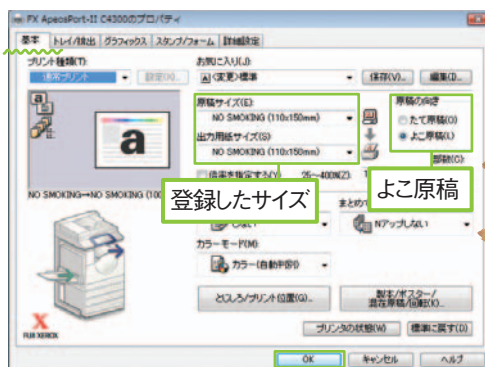 FX ApeosPort-II C4300のプロパティ
基本 トレイ/排出 グラフィックス スタンプ/フォーム 詳細設定
プリント種類(T): お気に入り(J):
通常プリント 設定(X)... <変更>標準 保存(V)... 編集(D)...
原稿サイズ(E): 原稿の向き
NO SMOKING (110x150mm) たて原稿(O)
出力用紙サイズ(S): よこ原稿(L)
NO SMOKING (110x150mm) 部数(C):
倍率を指定する(Y) 25~400%(Z):
NO SMOKING→NO SMOKING (100
登録したサイズ よこ原稿
まとめて
しない Nアップしない
カラーモード(M):
カラー(自動判別)
とじしろ/プリント位置(G)... 製本/ポスター/
混在原稿/回転(K)...
プリンタの状態(W) 標準に戻す(D)
FUJI XEROX
OK キャンセル ヘルプ